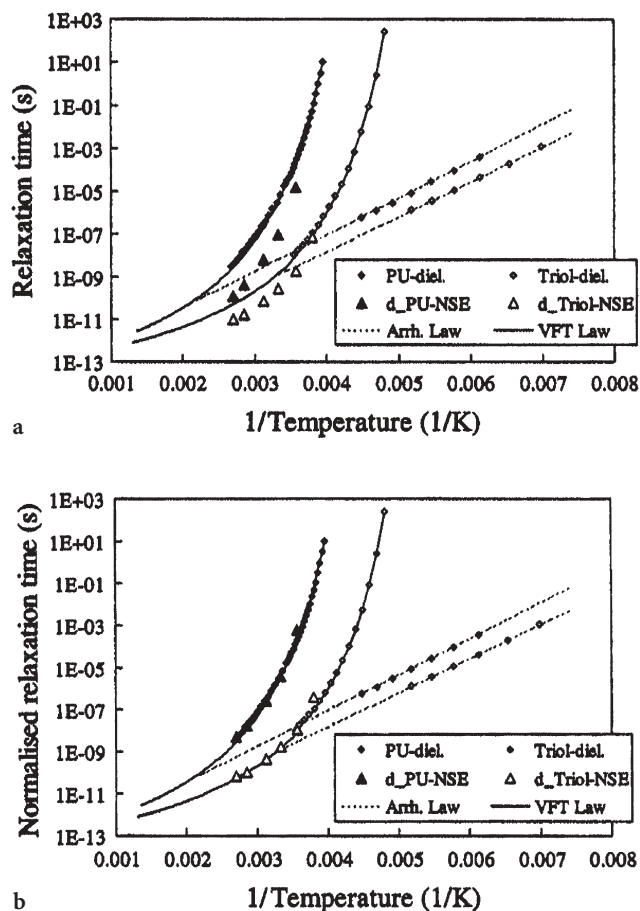 1E+03
1E+01
1E-01
1E-03
1E-05
1E-07
1E-09
1E-11
1E-13
Relaxation time (s)
PU-diel. Triol-diel.
d_PU-NSE d_Triol-NSE
Arrh. Law VFT Law
0.001 0.002 0.003 0.004 0.005 0.006 0.007 0.008
1/Temperature (1/K)
a
1E+03
1E+01
1E-01
1E-03
1E-05
1E-07
1E-09
1E-11
1E-13
Normalised relaxation time (s)
PU-diel. Triol-diel.
d_PU-NSE d_Triol-NSE
Arrh. Law VFT Law
0.001 0.002 0.003 0.004 0.005 0.006 0.007 0.008
1/Temperature (1/K)
b